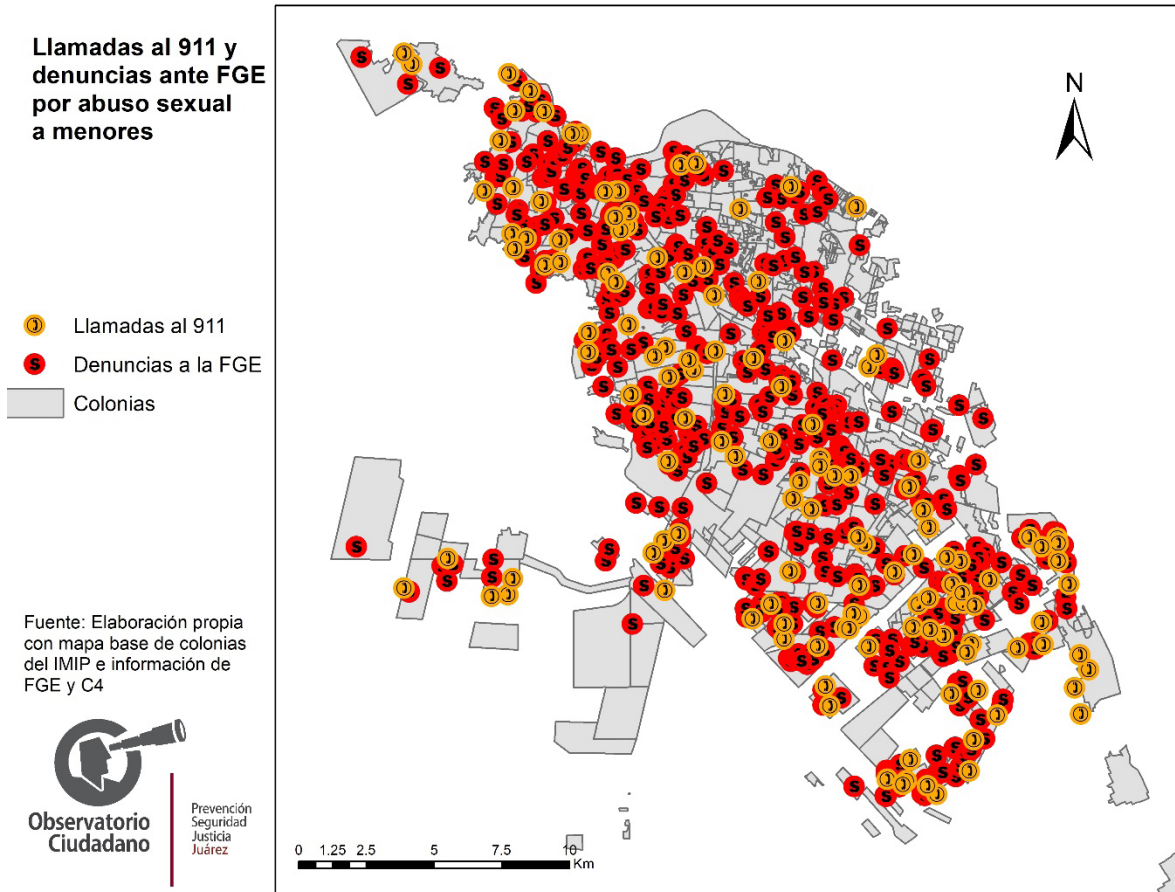 Llamadas al 911 y
denuncias ante FGE
por abuso sexual
a menores
N
Llamadas al 911
Denuncias a la FGE
Colonias
Fuente: Elaboración propia
con mapa base de colonias
del IMIP e información de
FGE y C4
Observatorio
Ciudadano
Prevención
Seguridad
Justicia
Juárez
0 1.25 2.5 5 7.5 10
Km